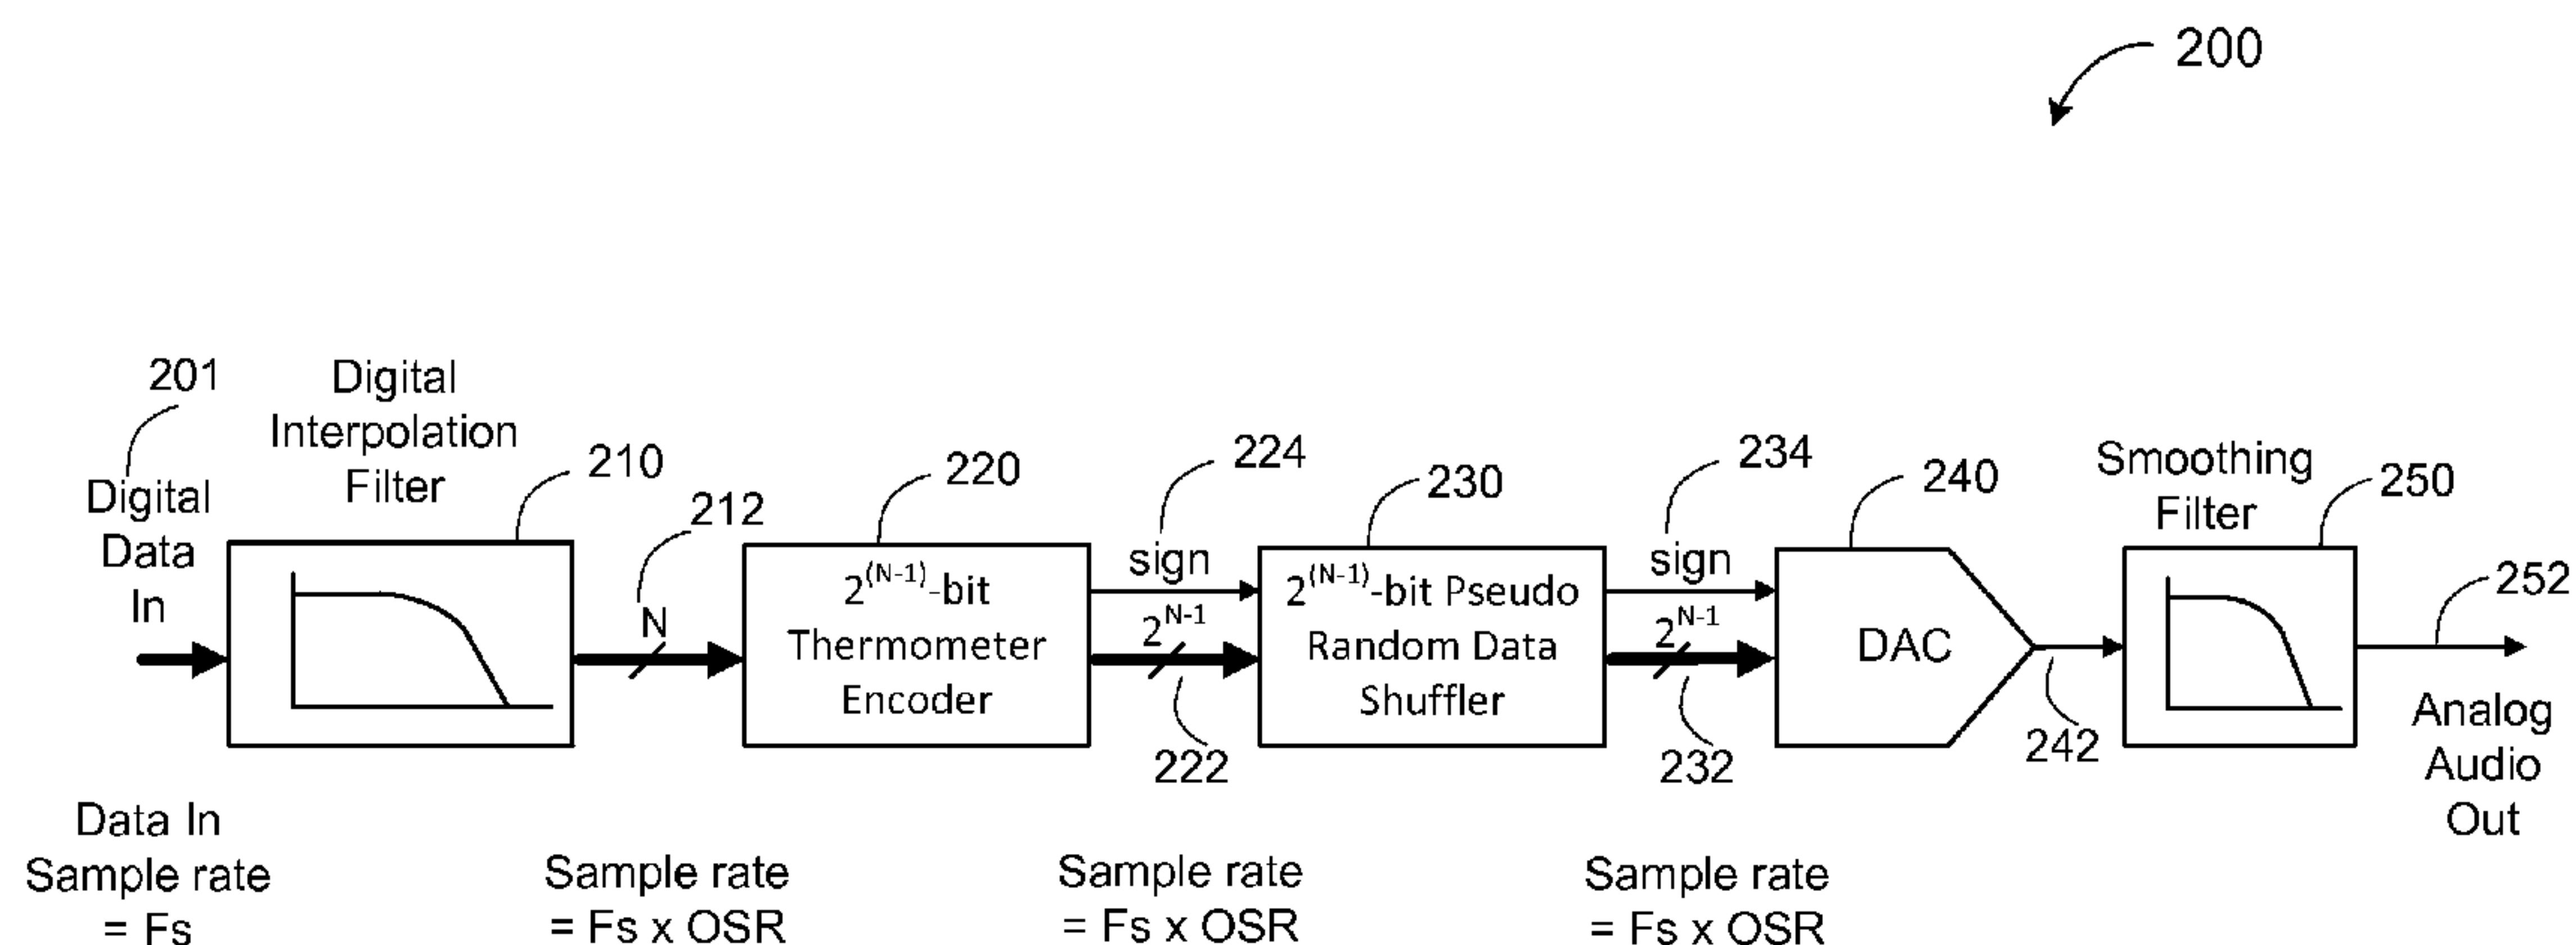 200
201
Digital
Data
In
Digital
Interpolation
Filter
210
212
N
220
2^(N-1)-bit
Thermometer
Encoder
224
sign
2^N-1
222
230
2^(N-1)-bit Pseudo
Random Data
Shuffler
234
sign
2^N-1
232
240
DAC
242
Smoothing
Filter
250
252
Analog
Audio
Out
Data In
Sample rate
= Fs
Sample rate
= Fs x OSR
Sample rate
= Fs x OSR
Sample rate
= Fs x OSR